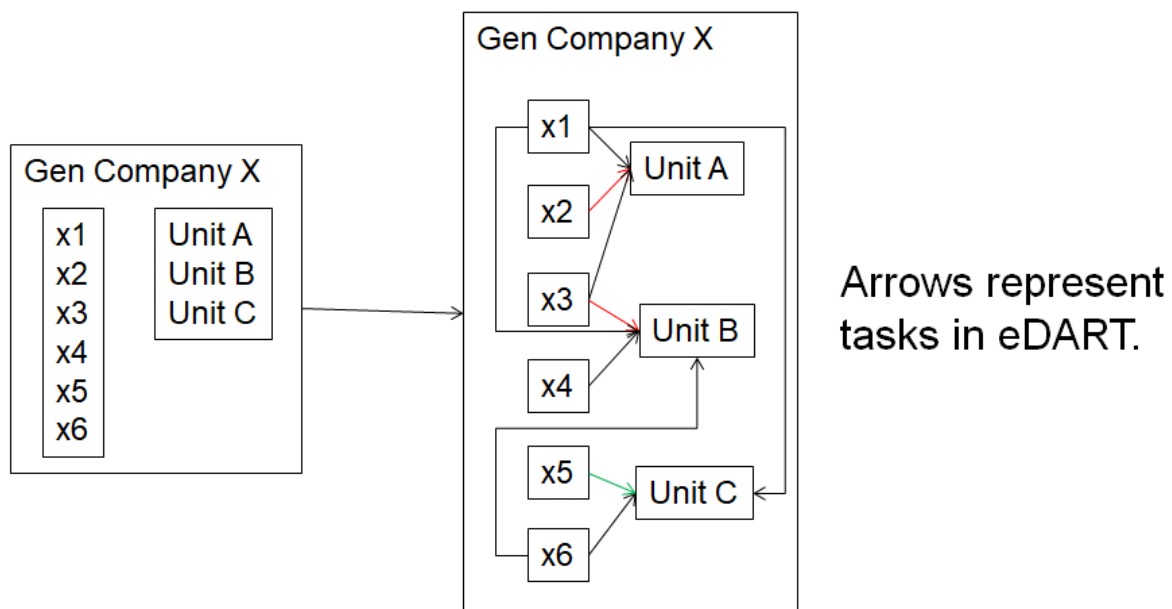 Gen Company X
x1
x2
x3
x4
x5
x6
Unit A
Unit B
Unit C
Gen Company X
x1
Unit A
x2
x3
Unit B
x4
x5
Unit C
x6
Arrows represent
tasks in eDART.